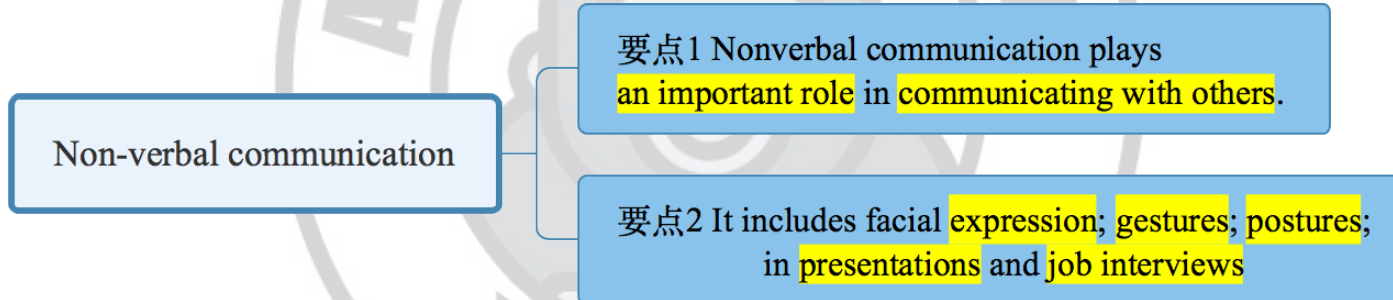 Non-verbal communication
要点1 Nonverbal communication plays
an important role in communicating with others.
要点2 It includes facial expression; gestures; postures;
in presentations and job interviews